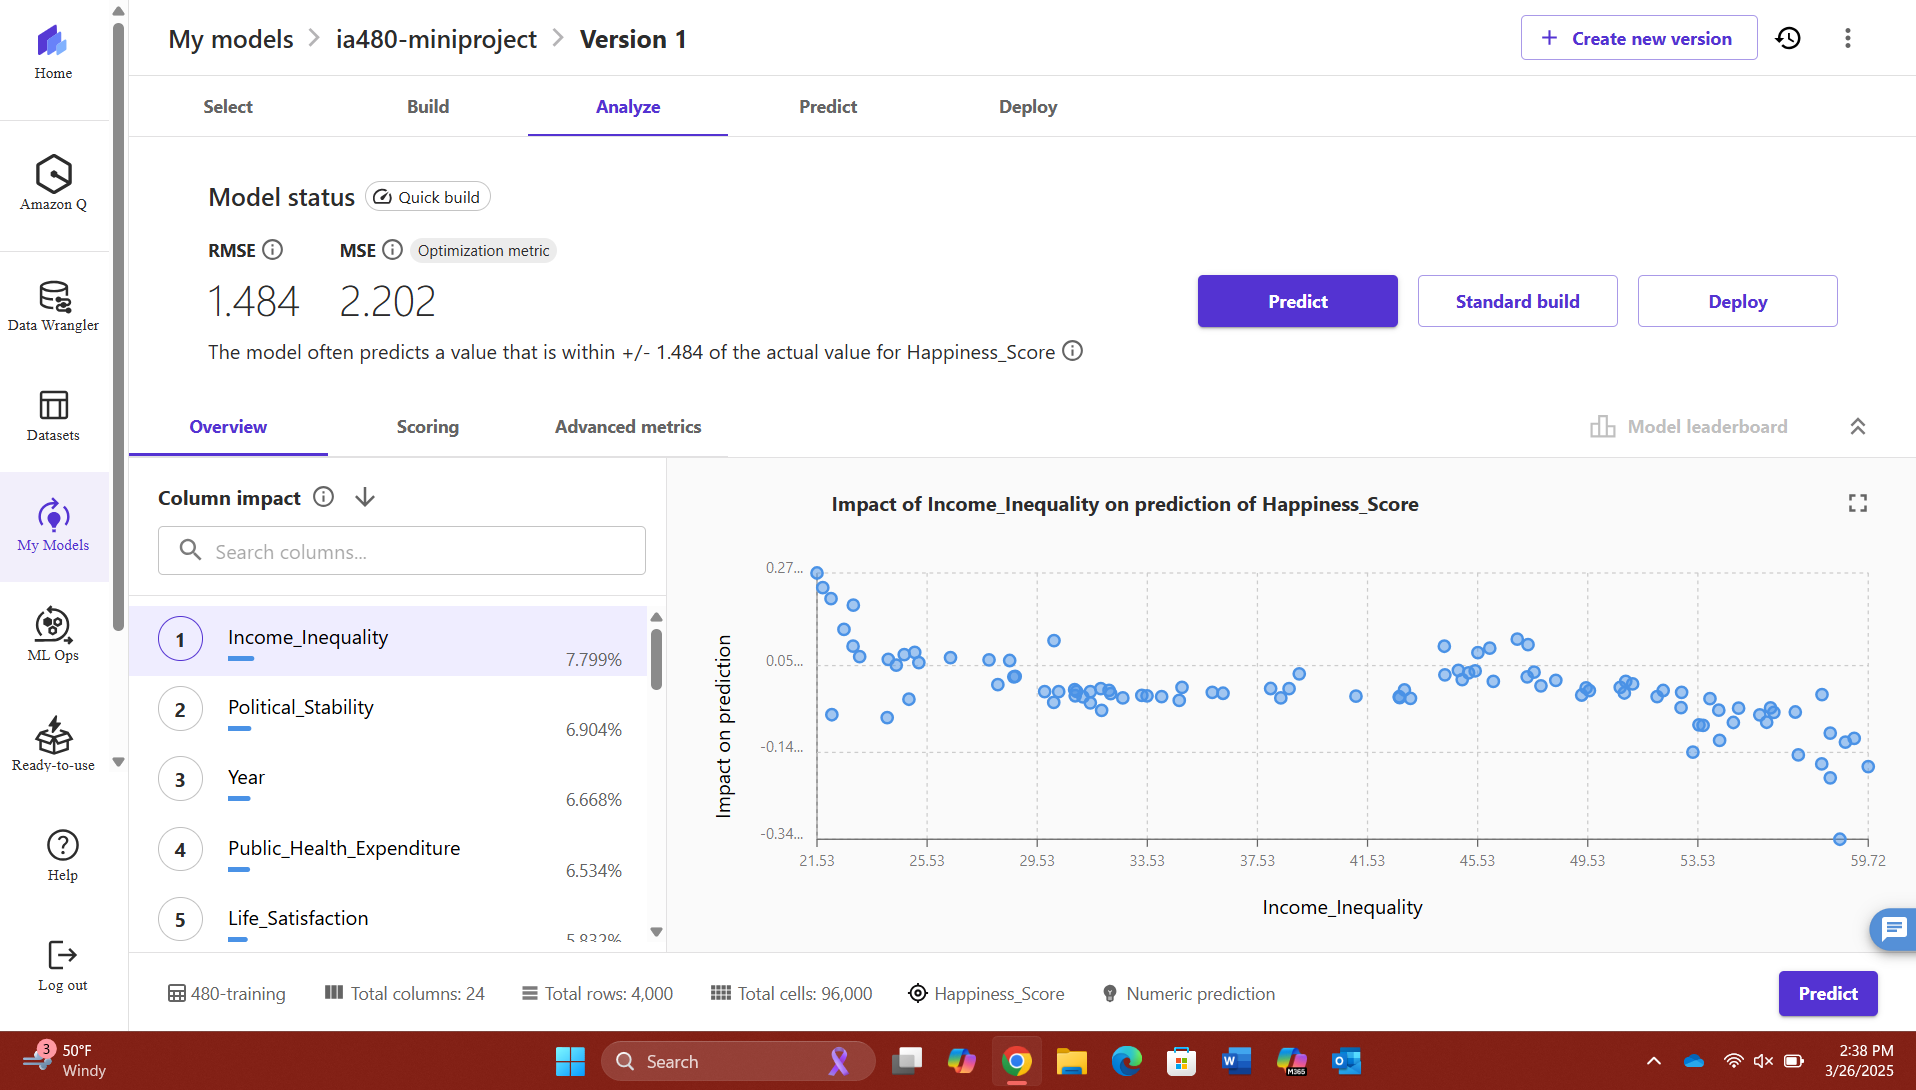 My models > ia480-miniproject > Version 1
+ Create new version
Home
Amazon Q
Data Wrangler
Datasets
My Models
ML Ops
Ready-to-use
Help
Log out
Select Build Analyze Predict Deploy
Model status Quick build
RMSE MSE Optimization metric
1.484 2.202
The model often predicts a value that is within +/- 1.484 of the actual value for Happiness_Score
Predict Standard build Deploy
Overview Scoring Advanced metrics Model leaderboard
Column impact
Search columns...
1 Income_Inequality 7.799%
2 Political_Stability 6.904%
3 Year 6.668%
4 Public_Health_Expenditure 6.534%
5 Life_Satisfaction 5.832%
Impact of Income_Inequality on prediction of Happiness_Score
Impact on prediction
0.27...
0.05...
-0.14...
-0.34...
21.53 25.53 29.53 33.53 37.53 41.53 45.53 49.53 53.53 59.72
Income_Inequality
480-training Total columns: 24 Total rows: 4,000 Total cells: 96,000 Happiness_Score Numeric prediction
Predict
3
50°F
Windy
Search
M365
2:38 PM
3/26/2025